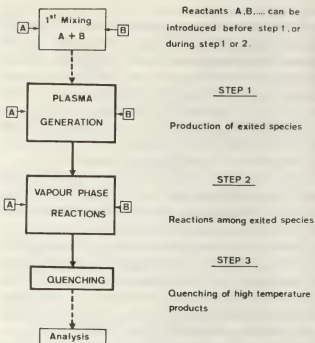 1st Mixing
A + B
A
B
Reactants A,B,.... can be
introduced before step 1, or
during step 1 or 2.
PLASMA
GENERATION
A
B
STEP 1
Production of exited species
VAPOUR PHASE
REACTIONS
A
B
STEP 2
Reactions among exited species
QUENCHING
STEP 3
Quenching of high temperature
products
Analysis